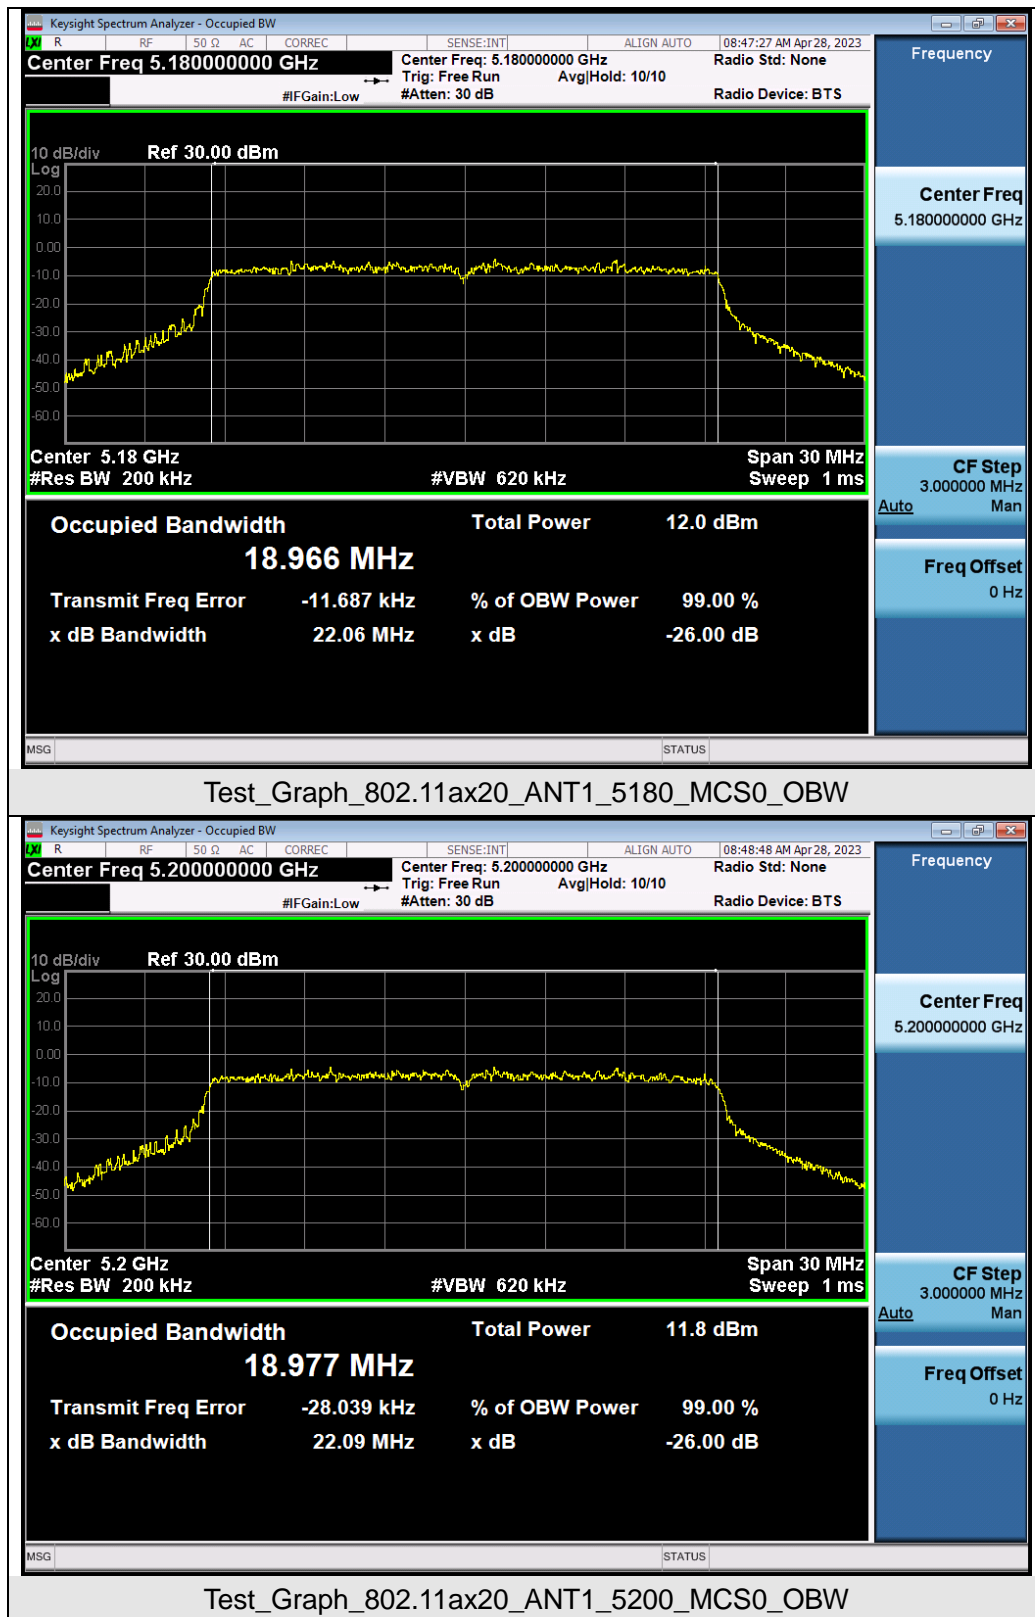 Keysight Spectrum Analyzer - Occupied BW
LXI R RF 50 Ω AC CORREC SENSE:INT ALIGN AUTO 08:47:27 AM Apr 28, 2023
Center Freq 5.180000000 GHz
Center Freq: 5.180000000 GHz Radio Std: None
Trig: Free Run Avg|Hold: 10/10
#IFGain:Low #Atten: 30 dB Radio Device: BTS
Frequency
10 dB/div Ref 30.00 dBm
Log
20.0
10.0
0.00
-10.0
-20.0
-30.0
-40.0
-50.0
-60.0
Center 5.18 GHz Span 30 MHz
#Res BW 200 kHz #VBW 620 kHz Sweep 1 ms
Center Freq
5.180000000 GHz
CF Step
3.000000 MHz
Auto Man
Freq Offset
0 Hz
Occupied Bandwidth Total Power 12.0 dBm
18.966 MHz
Transmit Freq Error -11.687 kHz % of OBW Power 99.00 %
x dB Bandwidth 22.06 MHz x dB -26.00 dB
MSG STATUS
Test_Graph_802.11ax20_ANT1_5180_MCS0_OBW
Keysight Spectrum Analyzer - Occupied BW
LXI R RF 50 Ω AC CORREC SENSE:INT ALIGN AUTO 08:48:48 AM Apr 28, 2023
Center Freq 5.200000000 GHz
Center Freq: 5.200000000 GHz Radio Std: None
Trig: Free Run Avg|Hold: 10/10
#IFGain:Low #Atten: 30 dB Radio Device: BTS
Frequency
10 dB/div Ref 30.00 dBm
Log
20.0
10.0
0.00
-10.0
-20.0
-30.0
-40.0
-50.0
-60.0
Center 5.2 GHz Span 30 MHz
#Res BW 200 kHz #VBW 620 kHz Sweep 1 ms
Center Freq
5.200000000 GHz
CF Step
3.000000 MHz
Auto Man
Freq Offset
0 Hz
Occupied Bandwidth Total Power 11.8 dBm
18.977 MHz
Transmit Freq Error -28.039 kHz % of OBW Power 99.00 %
x dB Bandwidth 22.09 MHz x dB -26.00 dB
MSG STATUS
Test_Graph_802.11ax20_ANT1_5200_MCS0_OBW